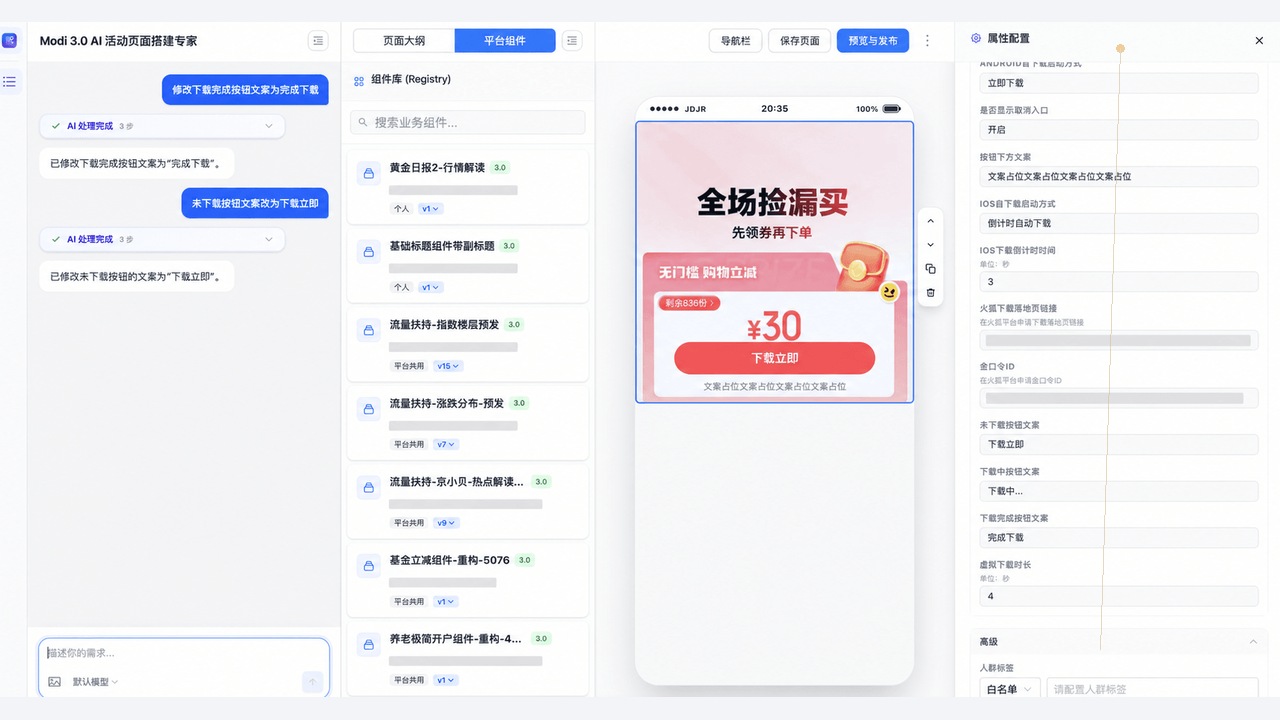 Modi 3.0 AI 活动页面搭建专家
修改下载完成按钮文案为完成下载
AI 处理完成 3 步
已修改下载完成按钮文案为“完成下载”。
未下载按钮文案改为下载立即
AI 处理完成 3 步
已修改未下载按钮的文案为“下载立即”。
描述你的需求...
默认模型
页面大纲
平台组件
组件库 (Registry)
搜索业务组件...
黄金日报2-行情解读 3.0
个人 v1
基础标题组件带副标题 3.0
个人 v1
流量扶持-指数楼层预发 3.0
平台共用 v15
流量扶持-涨跌分布-预发 3.0
平台共用 v7
流量扶持-京小贝-热点解读... 3.0
平台共用 v9
基金立减组件-重构-5076 3.0
平台共用 v1
养老极简开户组件-重构-4... 3.0
平台共用 v1
导航栏
保存页面
预览与发布
JDJR 20:35 100%
全场捡漏买
先领券再下单
无门槛 购物立减
剩余836份
¥30
下载立即
文案占位文案占位文案占位文案占位
属性配置
ANDROID自下载启动方式
立即下载
是否显示取消入口
开启
按钮下方文案
文案占位文案占位文案占位文案占位
IOS自下载启动方式
倒计时自动下载
IOS下载倒计时时间
单位：秒
3
火狐下载落地页链接
在火狐平台申请下载落地页链接
金口令ID
在火狐平台申请金口令ID
未下载按钮文案
下载立即
下载中按钮文案
下载中...
下载完成按钮文案
完成下载
虚拟下载时长
单位：秒
4
高级
人群标签
白名单
请配置人群标签